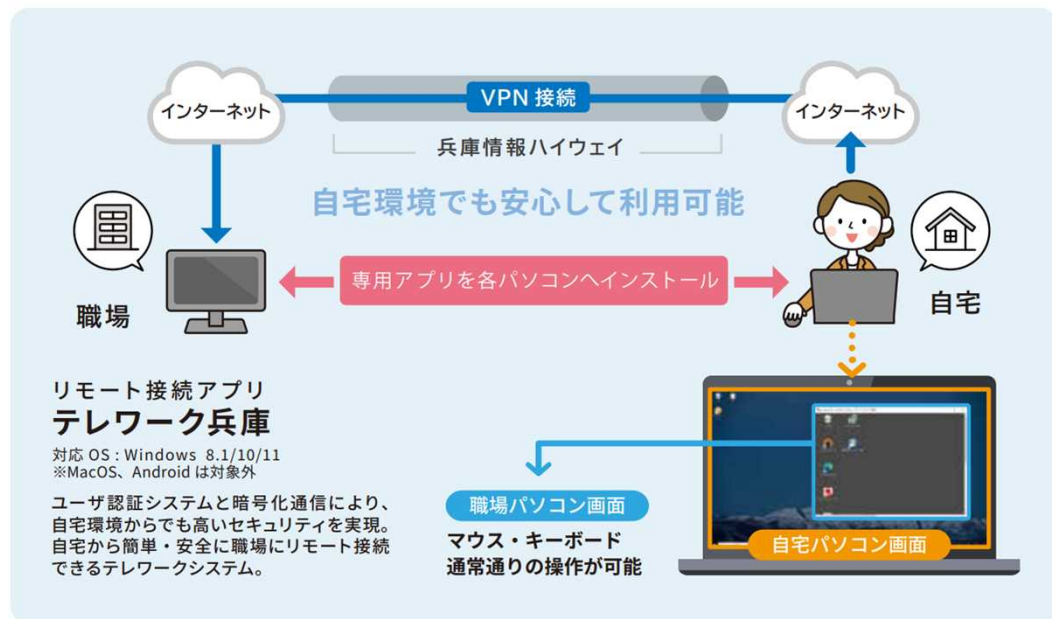 インターネット
VPN 接続
インターネット
兵庫情報ハイウェイ
自宅環境でも安心して利用可能
専用アプリを各パソコンへインストール
職場
自宅
リモート接続アプリ
テレワーク兵庫
対応 OS : Windows 8.1/10/11
※MacOS、Android は対象外
ユーザ認証システムと暗号化通信により、
自宅環境からでも高いセキュリティを実現。
自宅から簡単・安全に職場にリモート接続
できるテレワークシステム。
職場パソコン画面
マウス・キーボード
通常通りの操作が可能
自宅パソコン画面